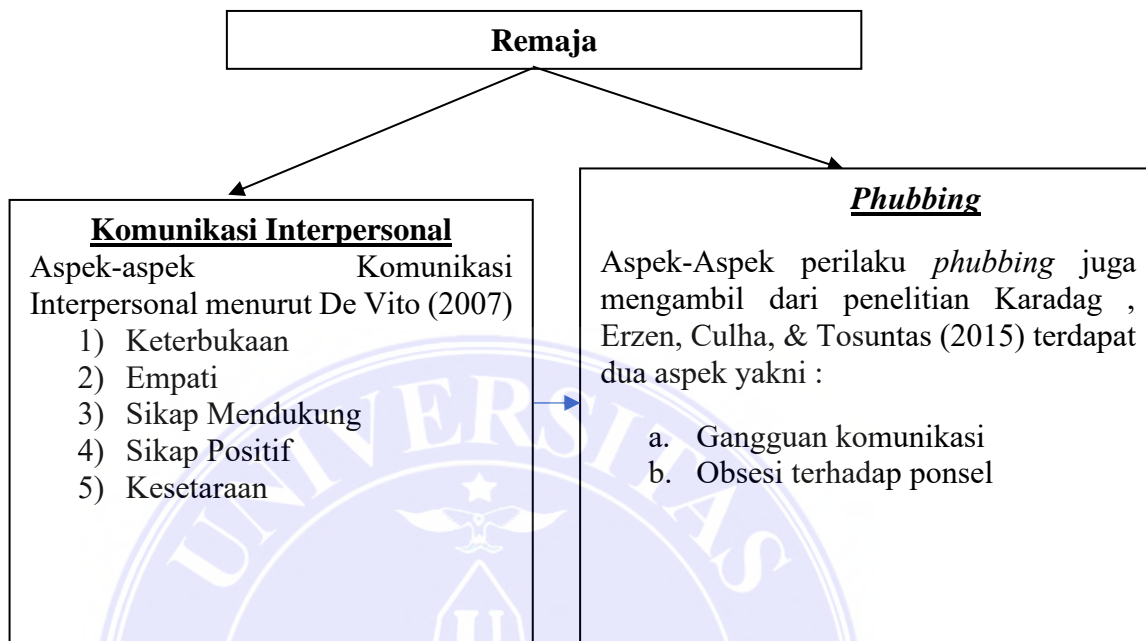 Remaja
Komunikasi Interpersonal
Aspek-aspek Komunikasi
Interpersonal menurut De Vito (2007)
1) Keterbukaan
2) Empati
3) Sikap Mendukung
4) Sikap Positif
5) Kesetaraan
Phubbing
Aspek-Aspek perilaku phubbing juga
mengambil dari penelitian Karadag ,
Erzen, Culha, & Tosuntas (2015) terdapat
dua aspek yakni :
a. Gangguan komunikasi
b. Obsesi terhadap ponsel
UNIVERSITAS